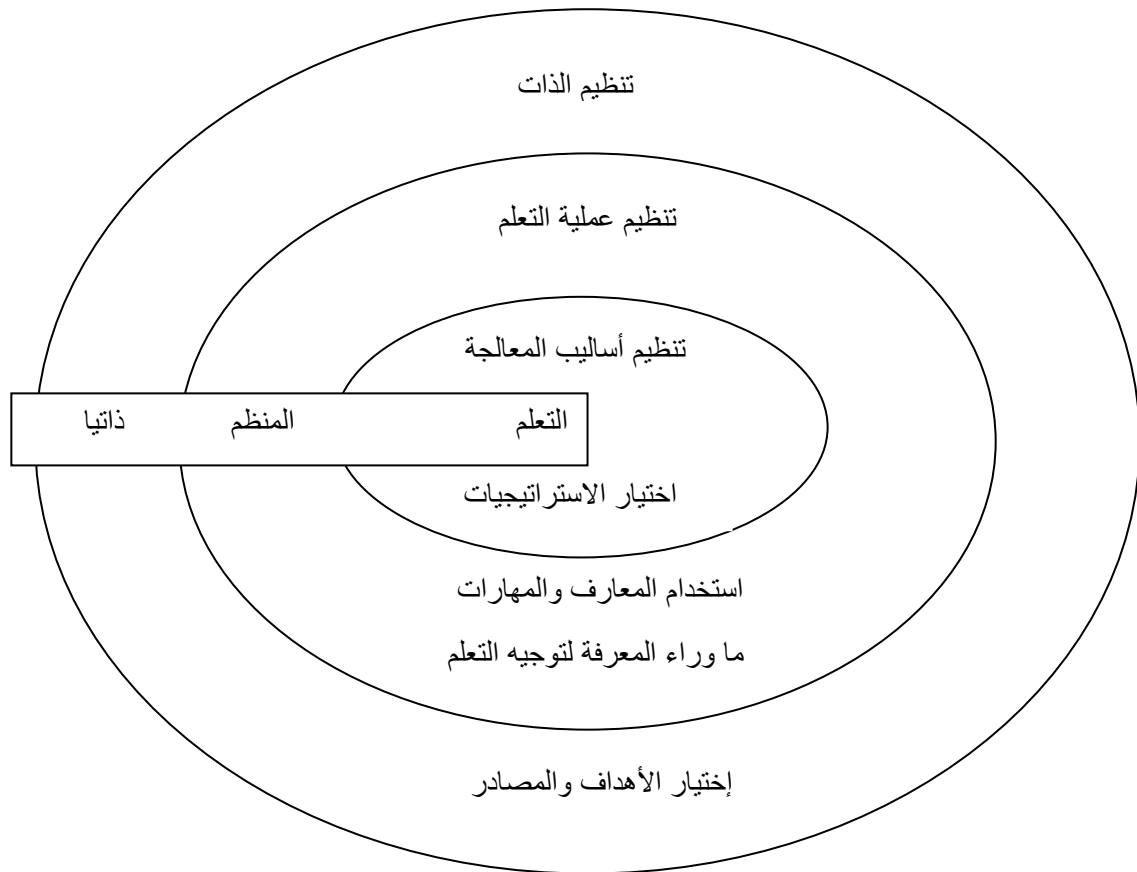 تنظيم الذات
تنظيم عملية التعلم
تنظيم أساليب المعالجة
التعلم المنظم ذاتيا
اختيار الاستراتيجيات
استخدام المعارف والمهارات
ما وراء المعرفة لتوجيه التعلم
إختيار الأهداف والمصادر